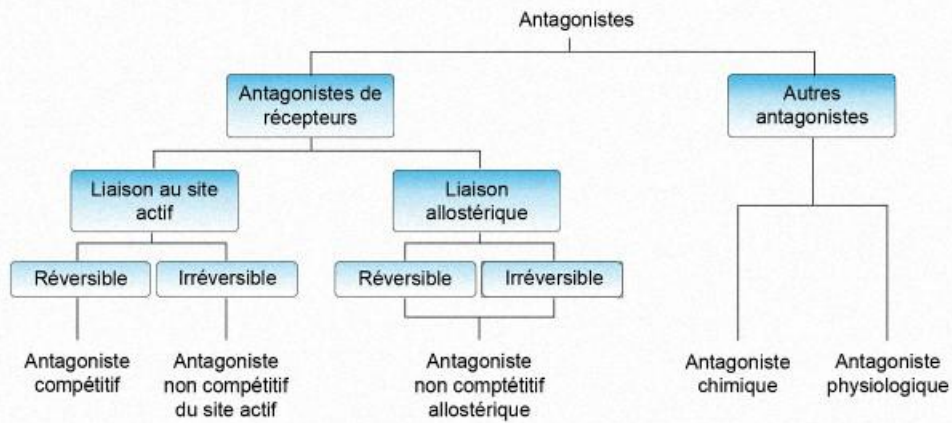 Antagonistes
Antagonistes de
récepteurs
Autres
antagonistes
Liaison au site
actif
Liaison
allostérique
Réversible
Irréversible
Réversible
Irréversible
Antagoniste
compétitif
Antagoniste
non compétitif
du site actif
Antagoniste
non comptétitif
allostérique
Antagoniste
chimique
Antagoniste
physiologique